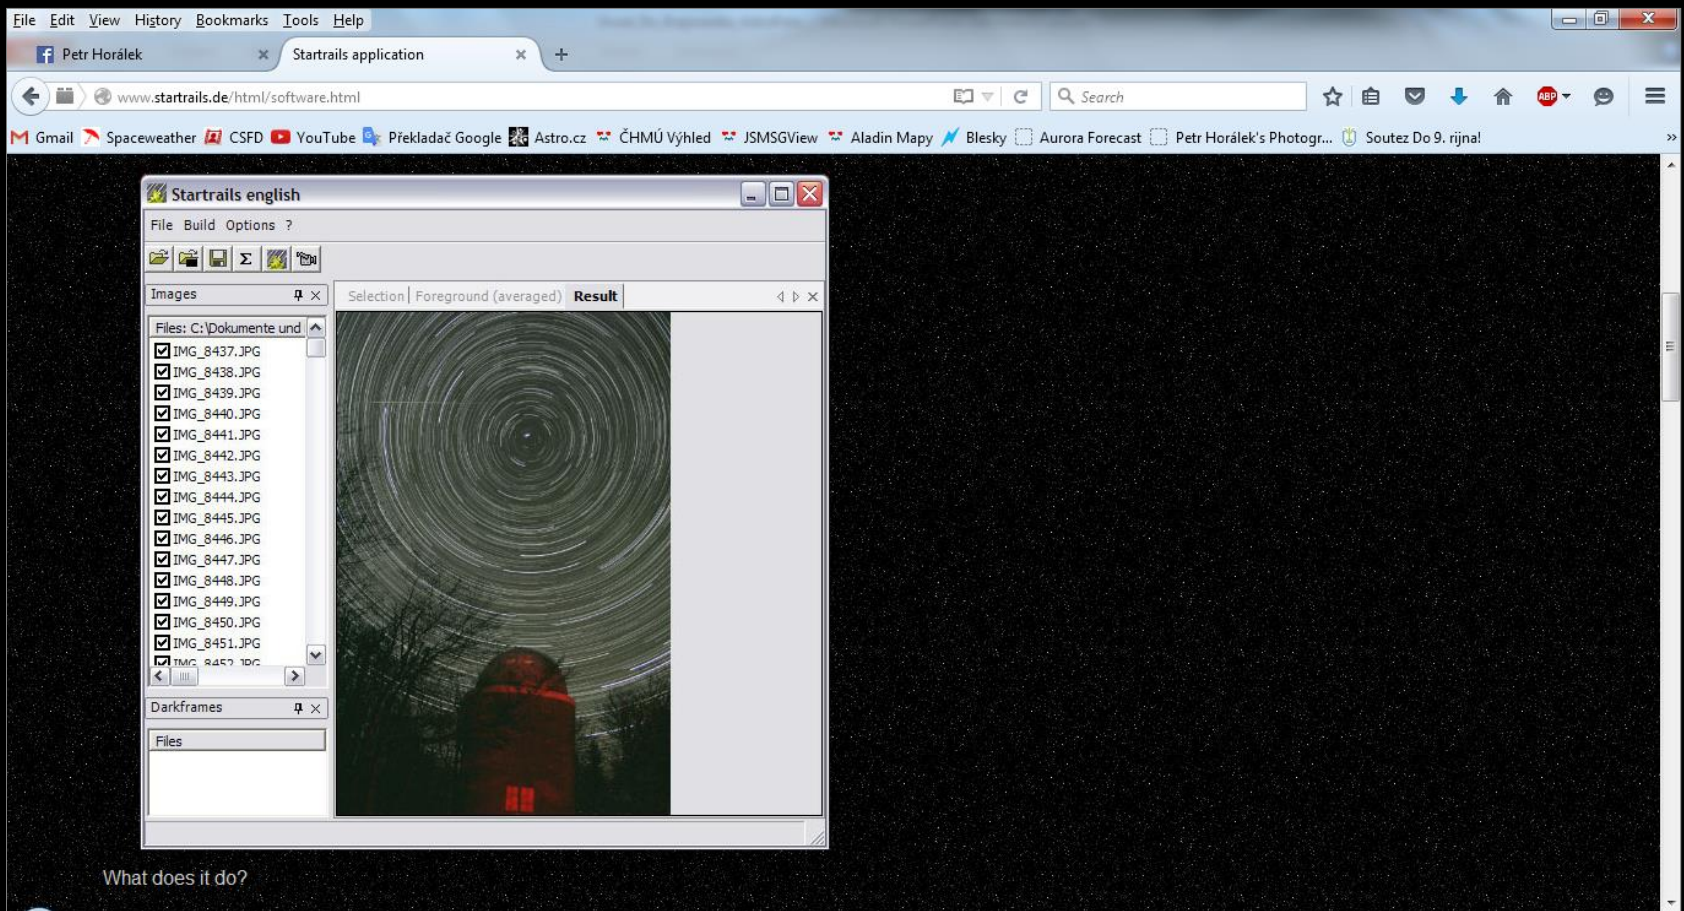 File Edit View History Bookmarks Tools Help
Petr Horálek
Startrails application
www.startrails.de/html/software.html
Search
ABP
Gmail Spaceweather CSFD YouTube Překladač Google Astro.cz ČHMÚ Výhled JSMSGView Aladin Mapy Blesky Aurora Forecast Petr Horálek's Photogr... Soutez Do 9. rijna!
Startrails english
File Build Options ?
Images
Selection Foreground (averaged) Result
Files: C:\Dokumente und
IMG_8437.JPG
IMG_8438.JPG
IMG_8439.JPG
IMG_8440.JPG
IMG_8441.JPG
IMG_8442.JPG
IMG_8443.JPG
IMG_8444.JPG
IMG_8445.JPG
IMG_8446.JPG
IMG_8447.JPG
IMG_8448.JPG
IMG_8449.JPG
IMG_8450.JPG
IMG_8451.JPG
IMG_8452.JPG
Darkframes
Files
What does it do?